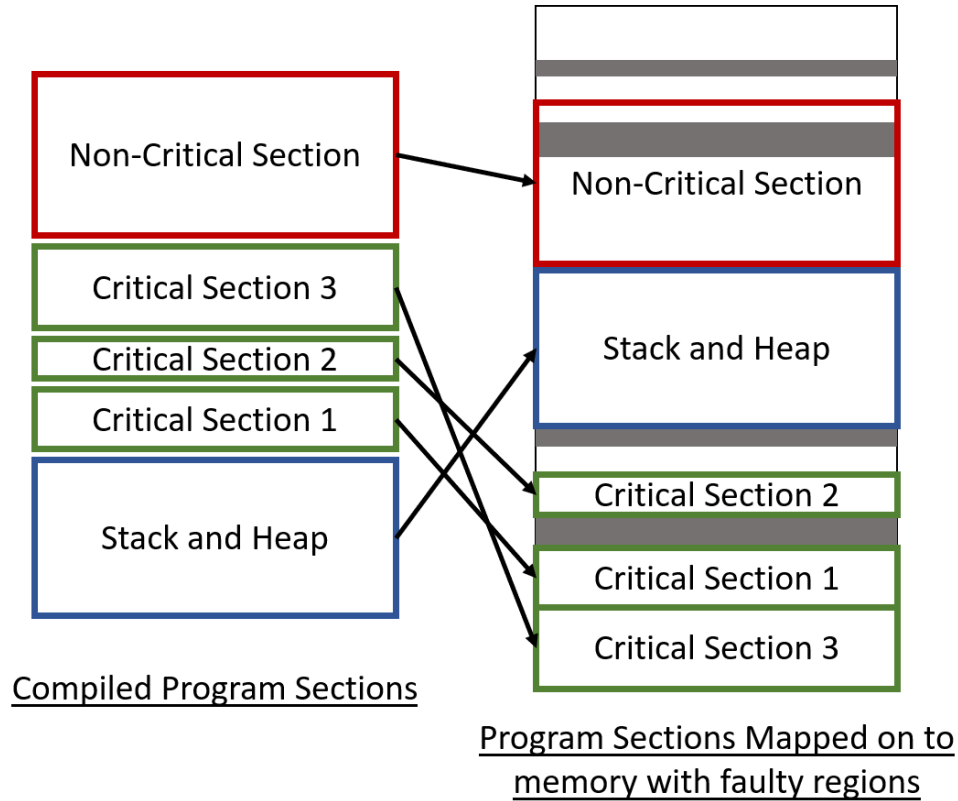 Non-Critical Section
Critical Section 3
Critical Section 2
Critical Section 1
Stack and Heap
Compiled Program Sections
Non-Critical Section
Stack and Heap
Critical Section 2
Critical Section 1
Critical Section 3
Program Sections Mapped on to
memory with faulty regions